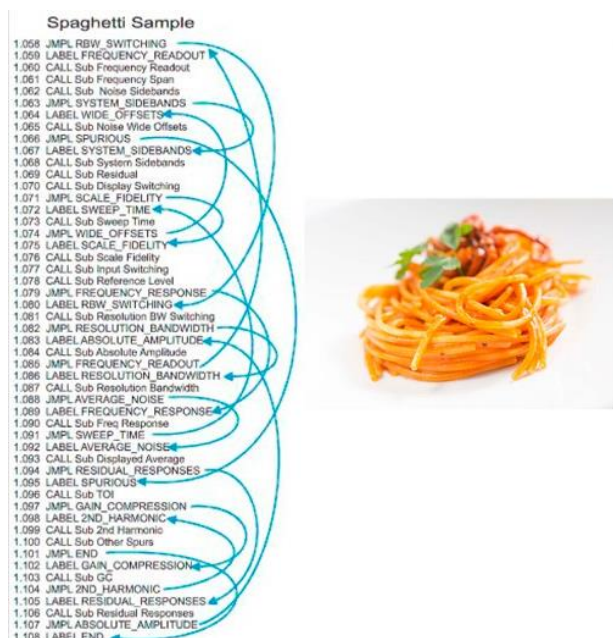 Spaghetti Sample
1.058 JMPL RBW_SWITCHING
1.059 LABEL FREQUENCY_READOUT
1.060 CALL Sub Frequency Readout
1.061 CALL Sub Frequency Span
1.062 CALL Sub Noise Sidebands
1.063 JMPL SYSTEM_SIDEBANDS
1.064 LABEL WIDE_OFFSETS
1.065 CALL Sub Noise Wide Offsets
1.066 JMPL SPURIOUS
1.067 LABEL SYSTEM_SIDEBANDS
1.068 CALL Sub System Sidebands
1.069 CALL Sub Residual
1.070 CALL Sub Display Switching
1.071 JMPL SCALE_FIDELITY
1.072 LABEL SWEEP_TIME
1.073 CALL Sub Sweep Time
1.074 JMPL WIDE_OFFSETS
1.075 LABEL SCALE_FIDELITY
1.076 CALL Sub Scale Fidelity
1.077 CALL Sub Input Switching
1.078 CALL Sub Reference Level
1.079 JMPL FREQUENCY_RESPONSE
1.080 LABEL RBW_SWITCHING
1.081 CALL Sub Resolution BW Switching
1.082 JMPL RESOLUTION_BANDWIDTH
1.083 LABEL ABSOLUTE_AMPLITUDE
1.084 CALL Sub Absolute Amplitude
1.085 JMPL FREQUENCY_READOUT
1.086 LABEL RESOLUTION_BANDWIDTH
1.087 CALL Sub Resolution Bandwidth
1.088 JMPL AVERAGE_NOISE
1.089 LABEL FREQUENCY_RESPONSE
1.090 CALL Sub Freq Response
1.091 JMPL SWEEP_TIME
1.092 LABEL AVERAGE_NOISE
1.093 CALL Sub Displayed Average
1.094 JMPL RESIDUAL_RESPONSES
1.095 LABEL SPURIOUS
1.096 CALL Sub TOI
1.097 JMPL GAIN_COMPRESSION
1.098 LABEL 2ND_HARMONIC
1.099 CALL Sub 2nd Harmonic
1.100 CALL Sub Other Spurs
1.101 JMPL END
1.102 LABEL GAIN_COMPRESSION
1.103 CALL Sub GC
1.104 JMPL 2ND_HARMONIC
1.105 LABEL RESIDUAL_RESPONSES
1.106 CALL Sub Residual Responses
1.107 JMPL ABSOLUTE_AMPLITUDE
1.108 LABEL END